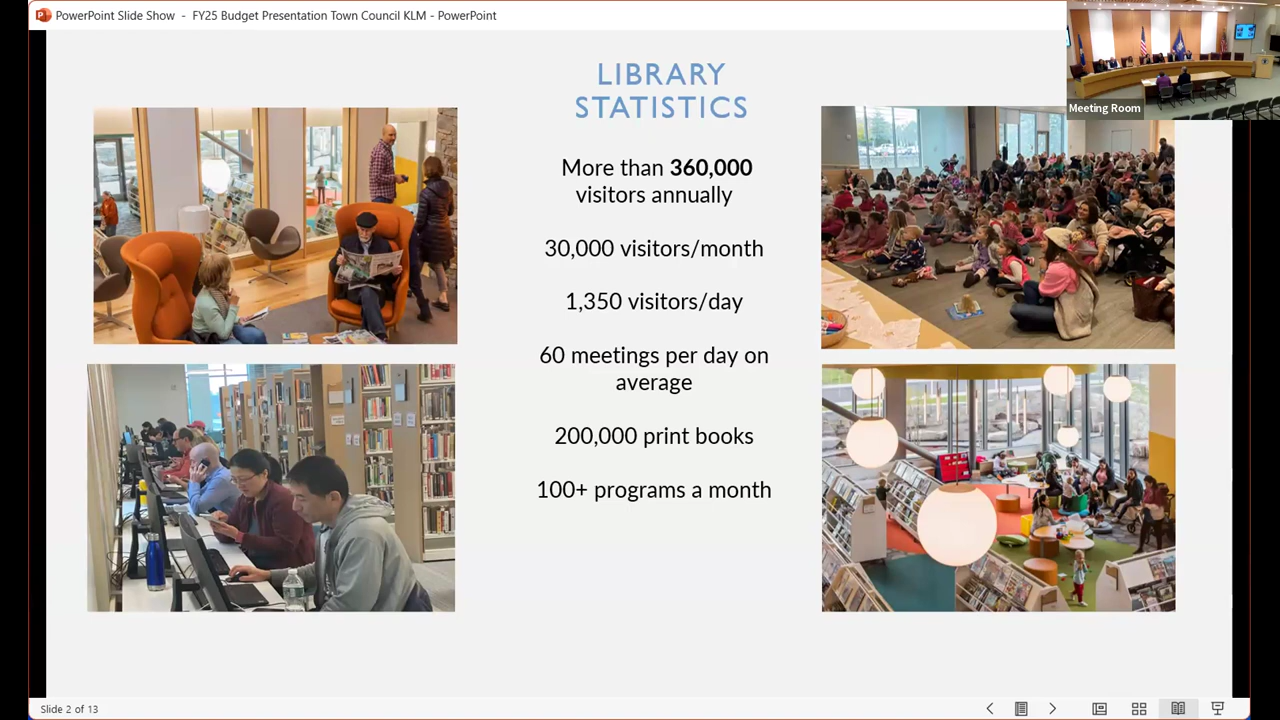 PowerPoint Slide Show - FY25 Budget Presentation Town Council KLM - PowerPoint
Meeting Room
LIBRARY
STATISTICS
More than 360,000
visitors annually
30,000 visitors/month
1,350 visitors/day
60 meetings per day on
average
200,000 print books
100+ programs a month
Slide 2 of 13